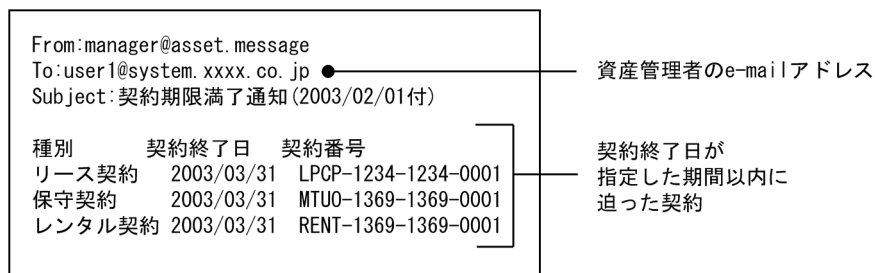 From:manager@asset.message
To:user1@system.xxxx.co.jp
Subject:契約期限満了通知(2003/02/01付)
種別 契約終了日 契約番号
リース契約 2003/03/31 LPCP-1234-1234-0001
保守契約 2003/03/31 MTUO-1369-1369-0001
レンタル契約 2003/03/31 RENT-1369-1369-0001
資産管理者のe-mailアドレス
契約終了日が
指定した期間以内に
迫った契約